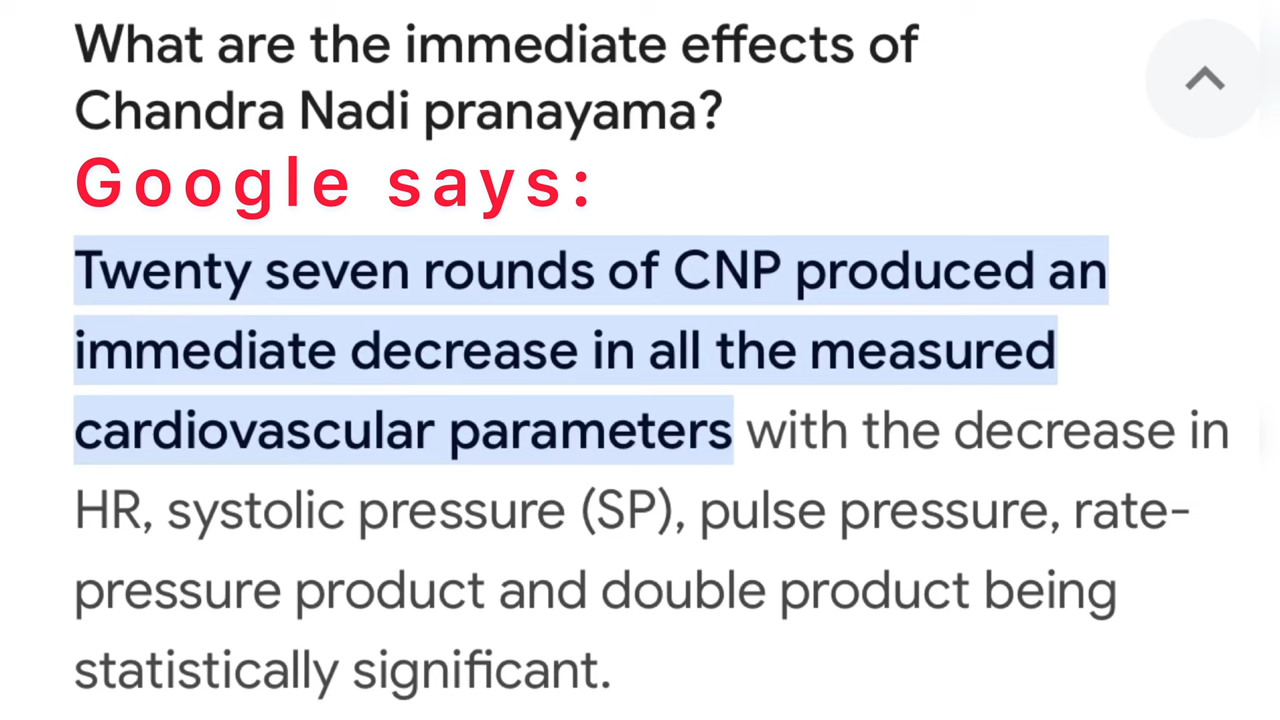 What are the immediate effects of
Chandra Nadi pranayama?
Google says:
Twenty seven rounds of CNP produced an
immediate decrease in all the measured
cardiovascular parameters with the decrease in
HR, systolic pressure (SP), pulse pressure, rate-
pressure product and double product being
statistically significant.